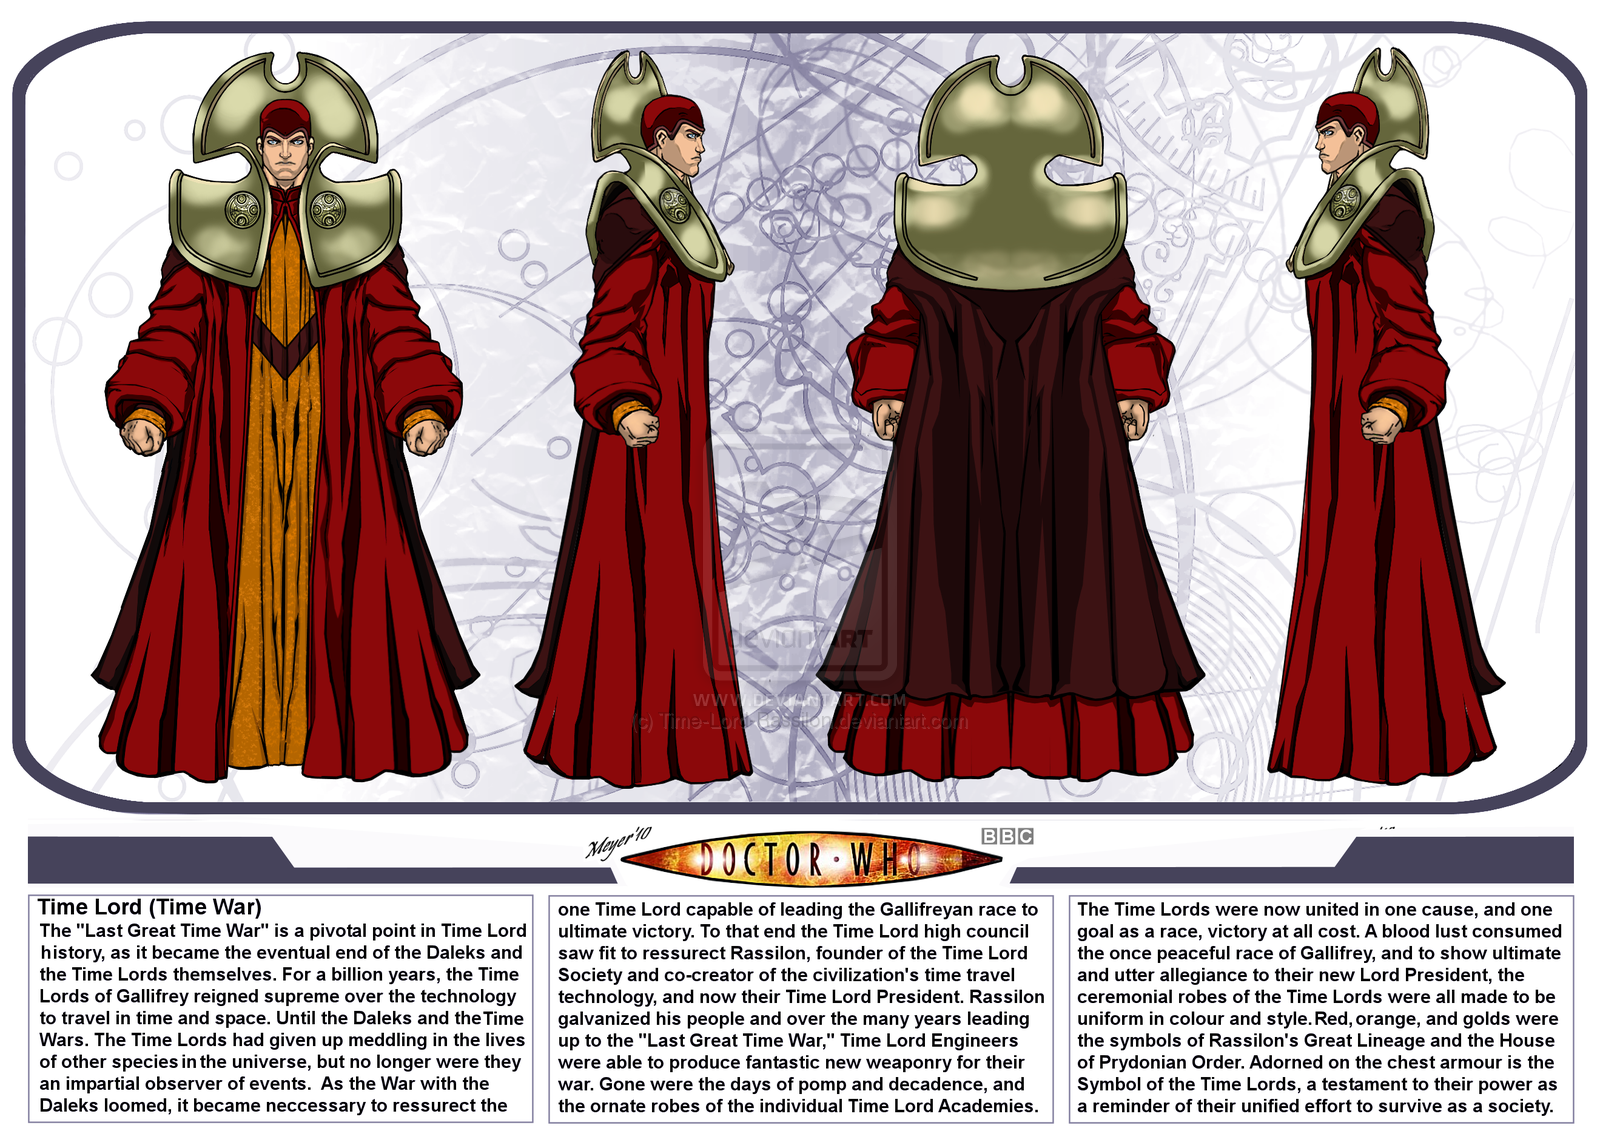 deviantART
WWW.DEVIANTART.COM
(c) Time-Lord-Rassilon.deviantart.com
Meyer'10
DOCTOR · WHO
BBC
Time Lord (Time War)
The "Last Great Time War" is a pivotal point in Time Lord
history, as it became the eventual end of the Daleks and
the Time Lords themselves. For a billion years, the Time
Lords of Gallifrey reigned supreme over the technology
to travel in time and space. Until the Daleks and the Time
Wars. The Time Lords had given up meddling in the lives
of other species in the universe, but no longer were they
an impartial observer of events. As the War with the
Daleks loomed, it became neccessary to ressurect the
one Time Lord capable of leading the Gallifreyan race to
ultimate victory. To that end the Time Lord high council
saw fit to ressurect Rassilon, founder of the Time Lord
Society and co-creator of the civilization's time travel
technology, and now their Time Lord President. Rassilon
galvanized his people and over the many years leading
up to the "Last Great Time War," Time Lord Engineers
were able to produce fantastic new weaponry for their
war. Gone were the days of pomp and decadence, and
the ornate robes of the individual Time Lord Academies.
The Time Lords were now united in one cause, and one
goal as a race, victory at all cost. A blood lust consumed
the once peaceful race of Gallifrey, and to show ultimate
and utter allegiance to their new Lord President, the
ceremonial robes of the Time Lords were all made to be
uniform in colour and style. Red, orange, and golds were
the symbols of Rassilon's Great Lineage and the House
of Prydonian Order. Adorned on the chest armour is the
Symbol of the Time Lords, a testament to their power as
a reminder of their unified effort to survive as a society.